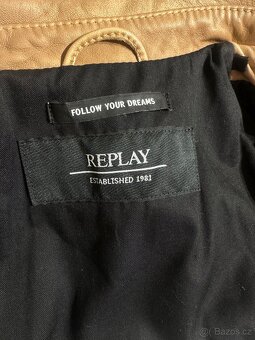 FOLLOW YOUR DREAMS
REPLAY
ESTABLISHED 1981
Bazoš.cz